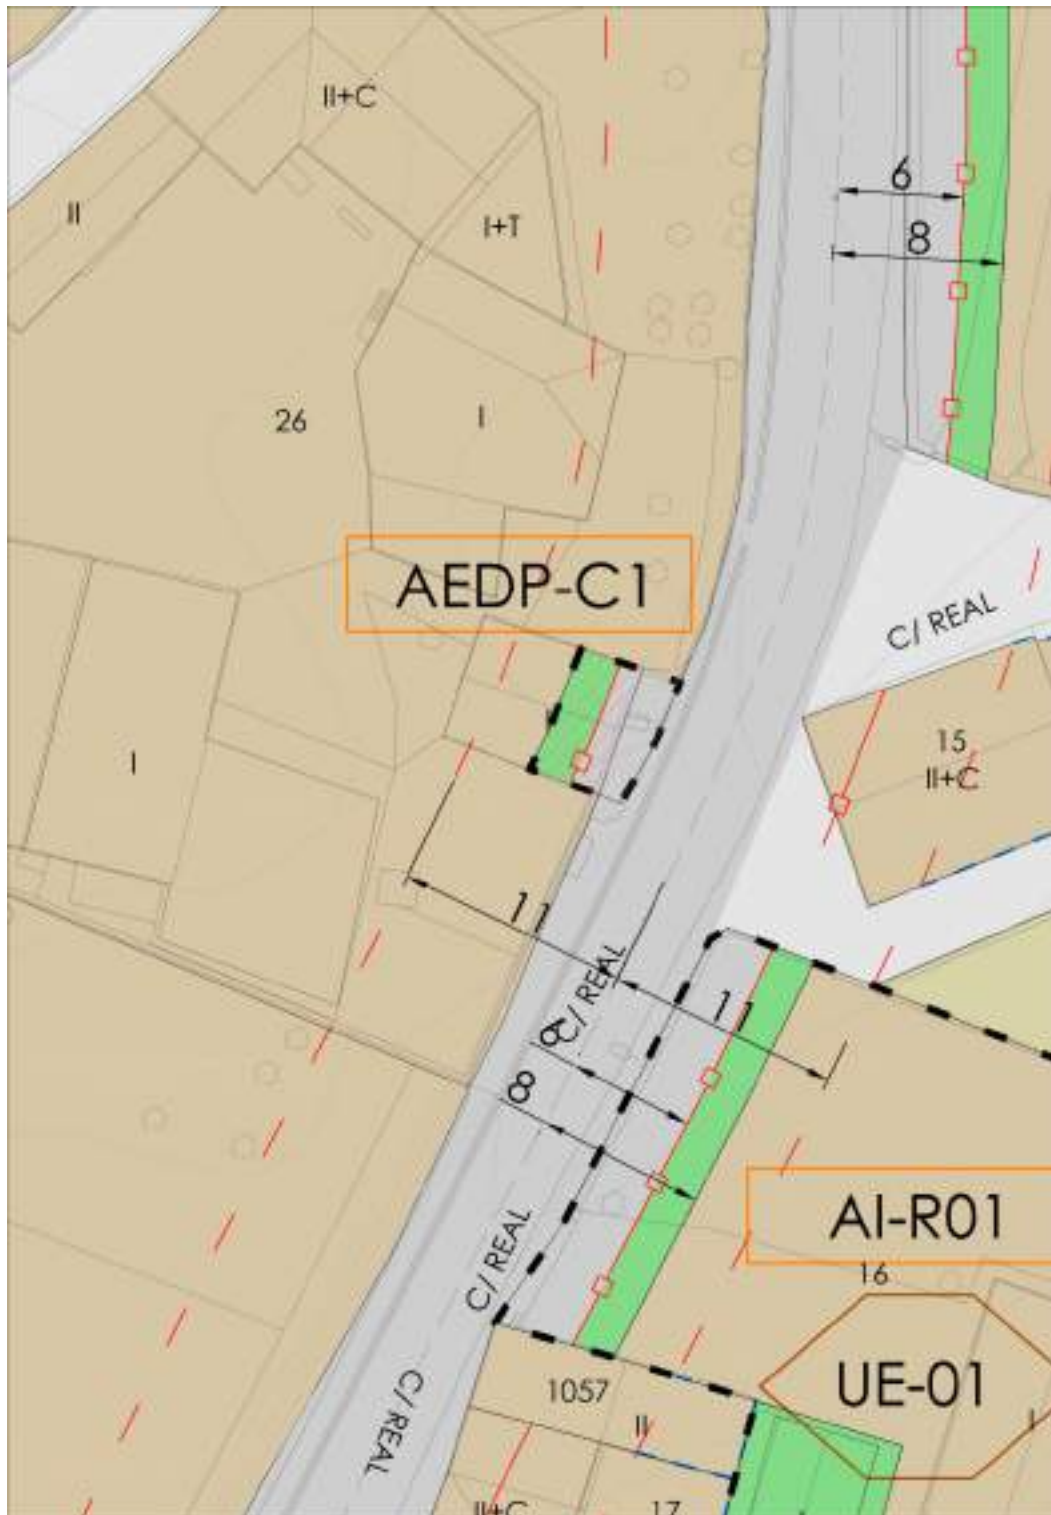 II+C
6
II
I+T
8
26
I
AEDP-C1
C/ REAL
15
II+C
I
11
C/ REAL
11
6
8
AI-R01
C/ REAL
16
UE-01
1057
C/ REAL
II
I
II+C
17